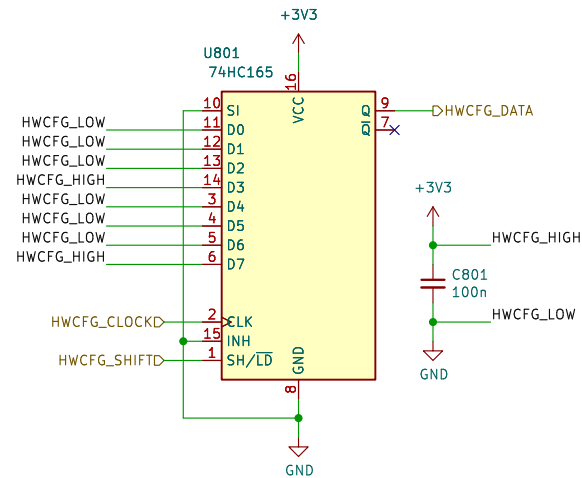 +3V3
U801
74HC165
16
VCC
10 SI
Q 9 HWCFG_DATA
HWCFG_LOW 11 D0
Q 7
HWCFG_LOW 12 D1
HWCFG_LOW 13 D2
HWCFG_HIGH 14 D3
HWCFG_LOW 3 D4
HWCFG_LOW 4 D5
HWCFG_LOW 5 D6
HWCFG_HIGH 6 D7
HWCFG_CLOCK 2 CLK
15 INH
HWCFG_SHIFT 1 SH/LD
GND
8
GND
+3V3
HWCFG_HIGH
C801
100n
HWCFG_LOW
GND